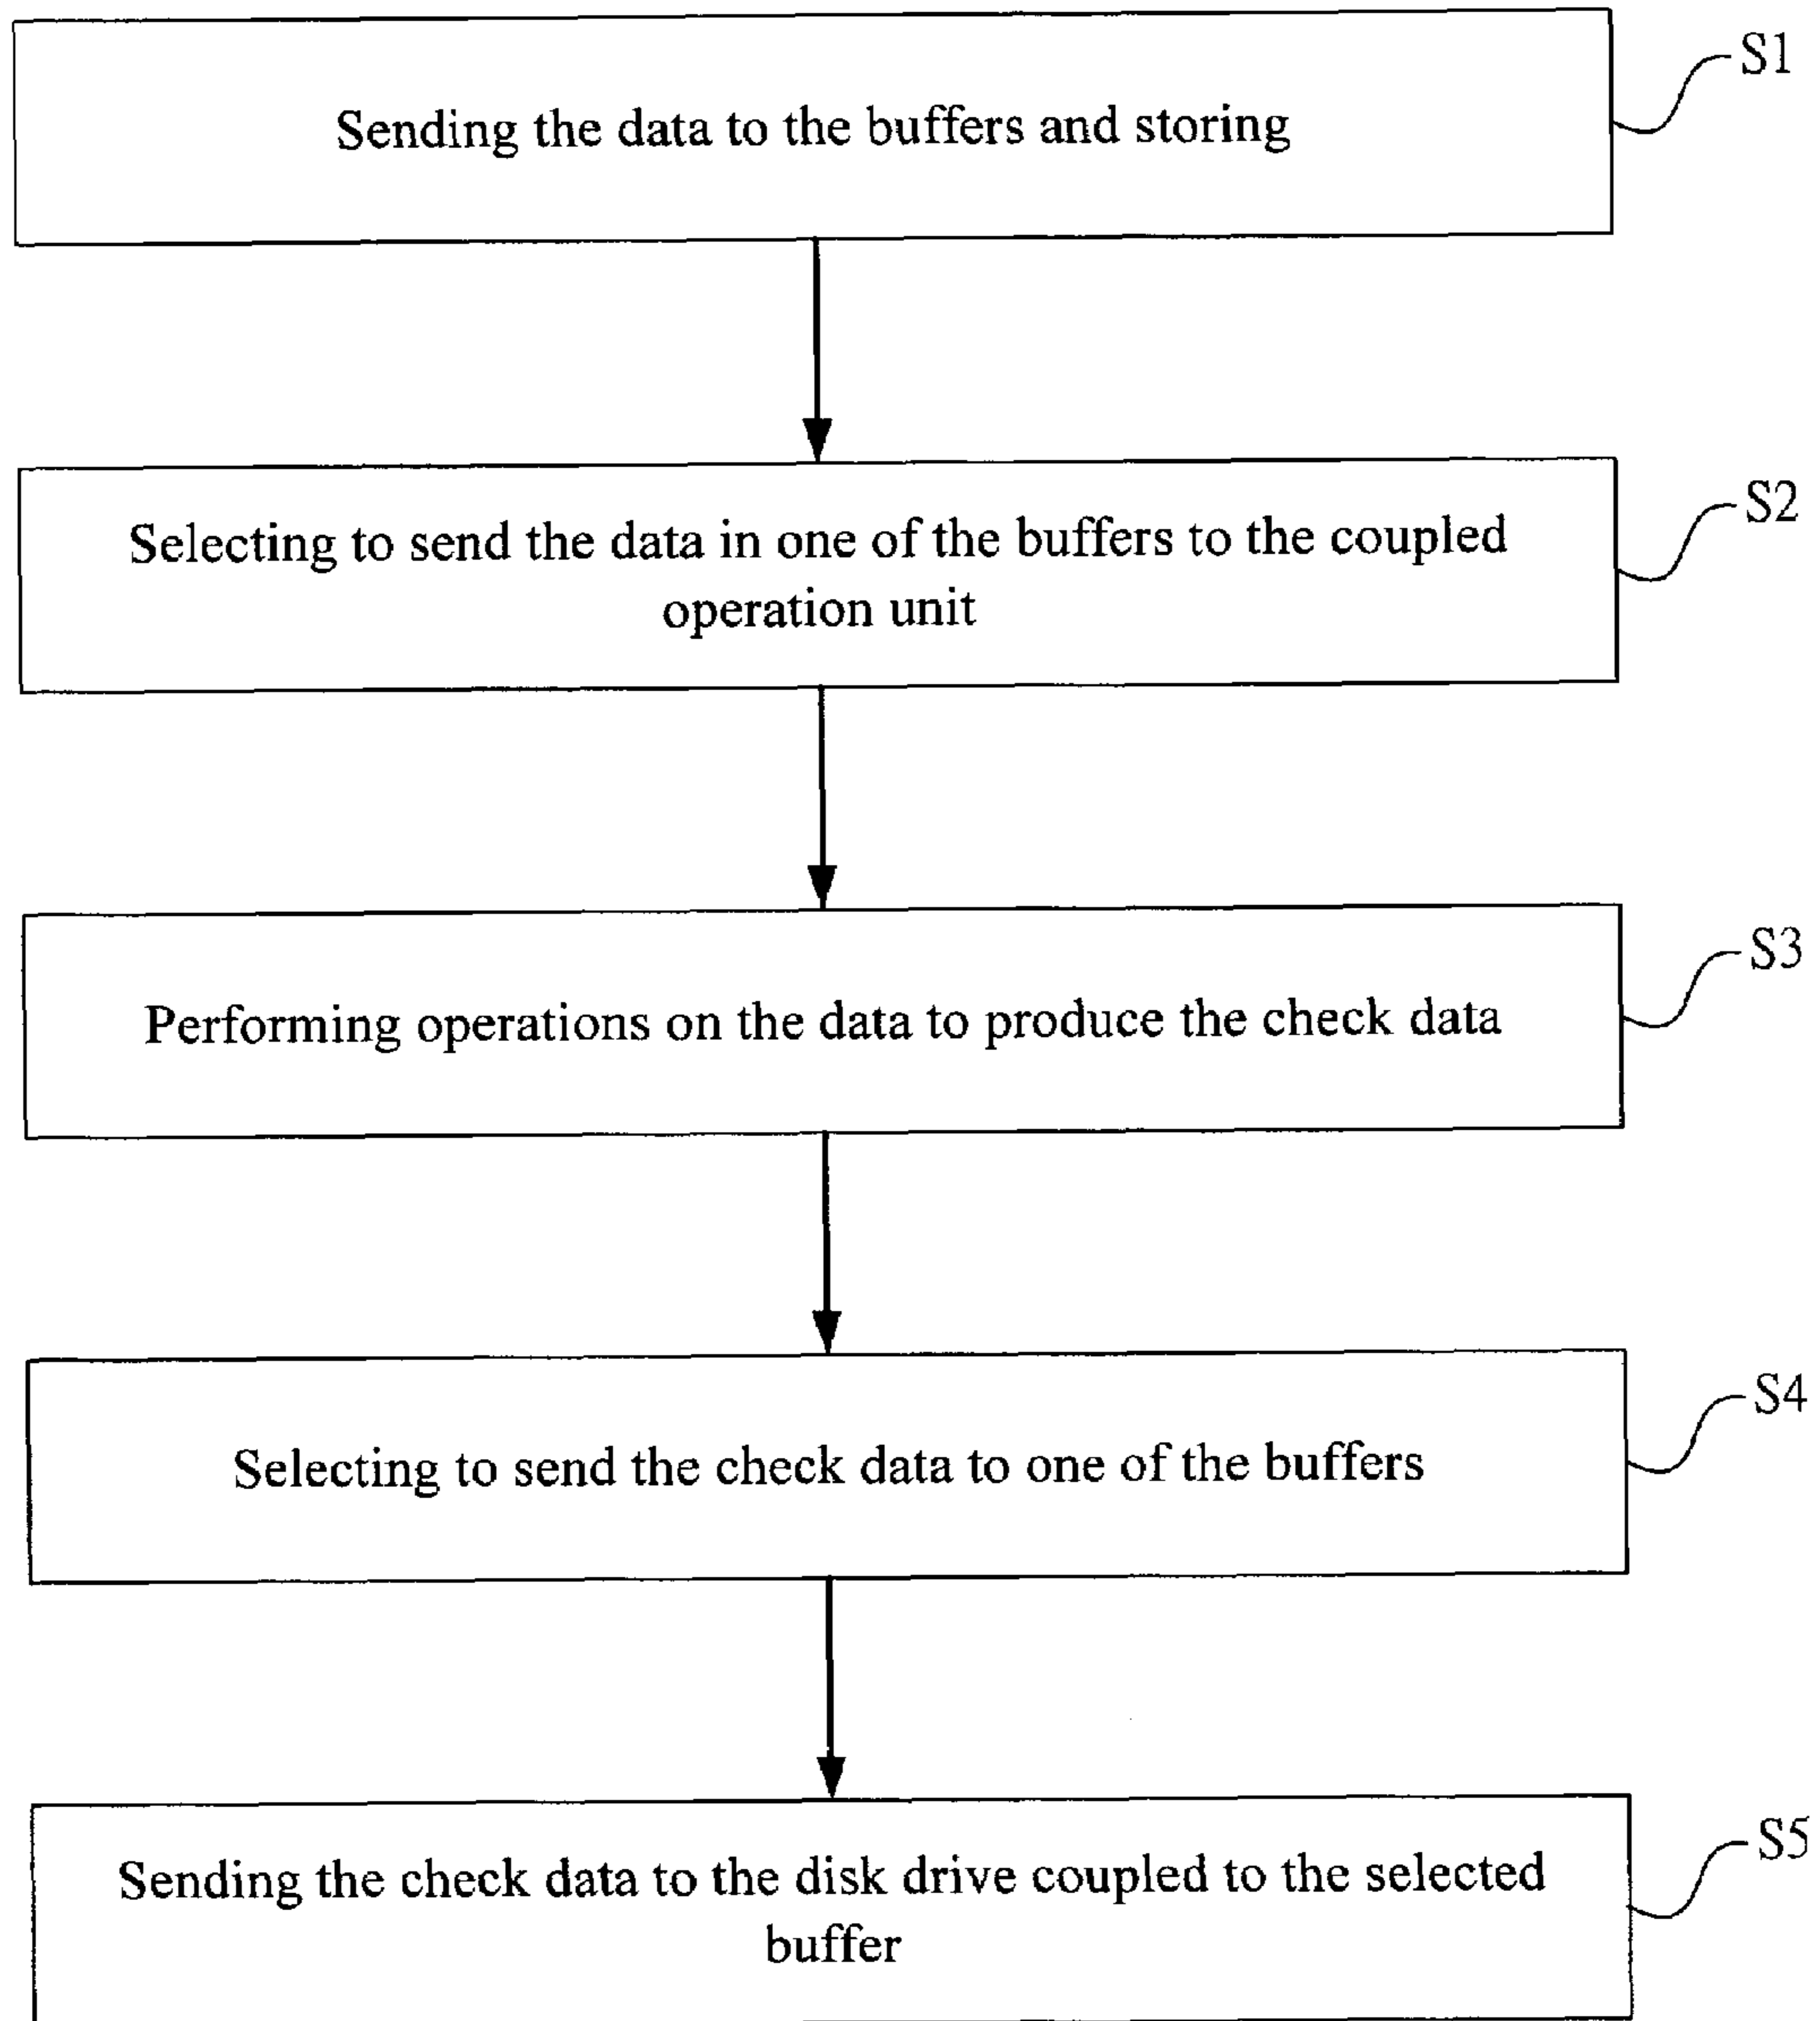 S1
Sending the data to the buffers and storing
S2
Selecting to send the data in one of the buffers to the coupled
operation unit
S3
Performing operations on the data to produce the check data
S4
Selecting to send the check data to one of the buffers
S5
Sending the check data to the disk drive coupled to the selected
buffer